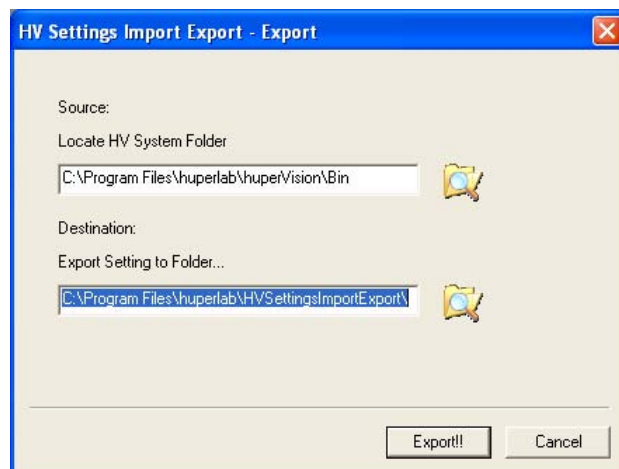 HV Settings Import Export - Export
Source:
Locate HV System Folder
C:\Program Files\huperlab\huperVision\Bin
Destination:
Export Setting to Folder...
C:\Program Files\huperlab\HVSettingsImportExport\
Export!! Cancel